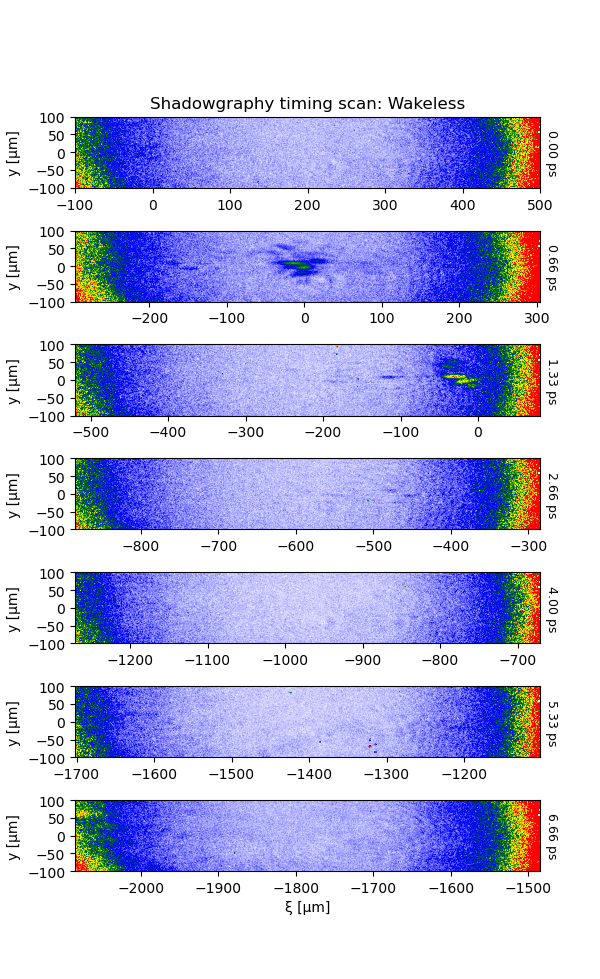 Shadowgraphy timing scan: Wakeless
y [μm]
100
50
0
−50
−100
−100 0 100 200 300 400 500
0.00 ps
y [μm]
100
50
0
−50
−100
−200 −100 0 100 200 300
0.66 ps
y [μm]
100
50
0
−50
−100
−500 −400 −300 −200 −100 0
1.33 ps
y [μm]
100
50
0
−50
−100
−800 −700 −600 −500 −400 −300
2.66 ps
y [μm]
100
50
0
−50
−100
−1200 −1100 −1000 −900 −800 −700
4.00 ps
y [μm]
100
50
0
−50
−100
−1700 −1600 −1500 −1400 −1300 −1200
5.33 ps
y [μm]
100
50
0
−50
−100
−2000 −1900 −1800 −1700 −1600 −1500
6.66 ps
ξ [μm]